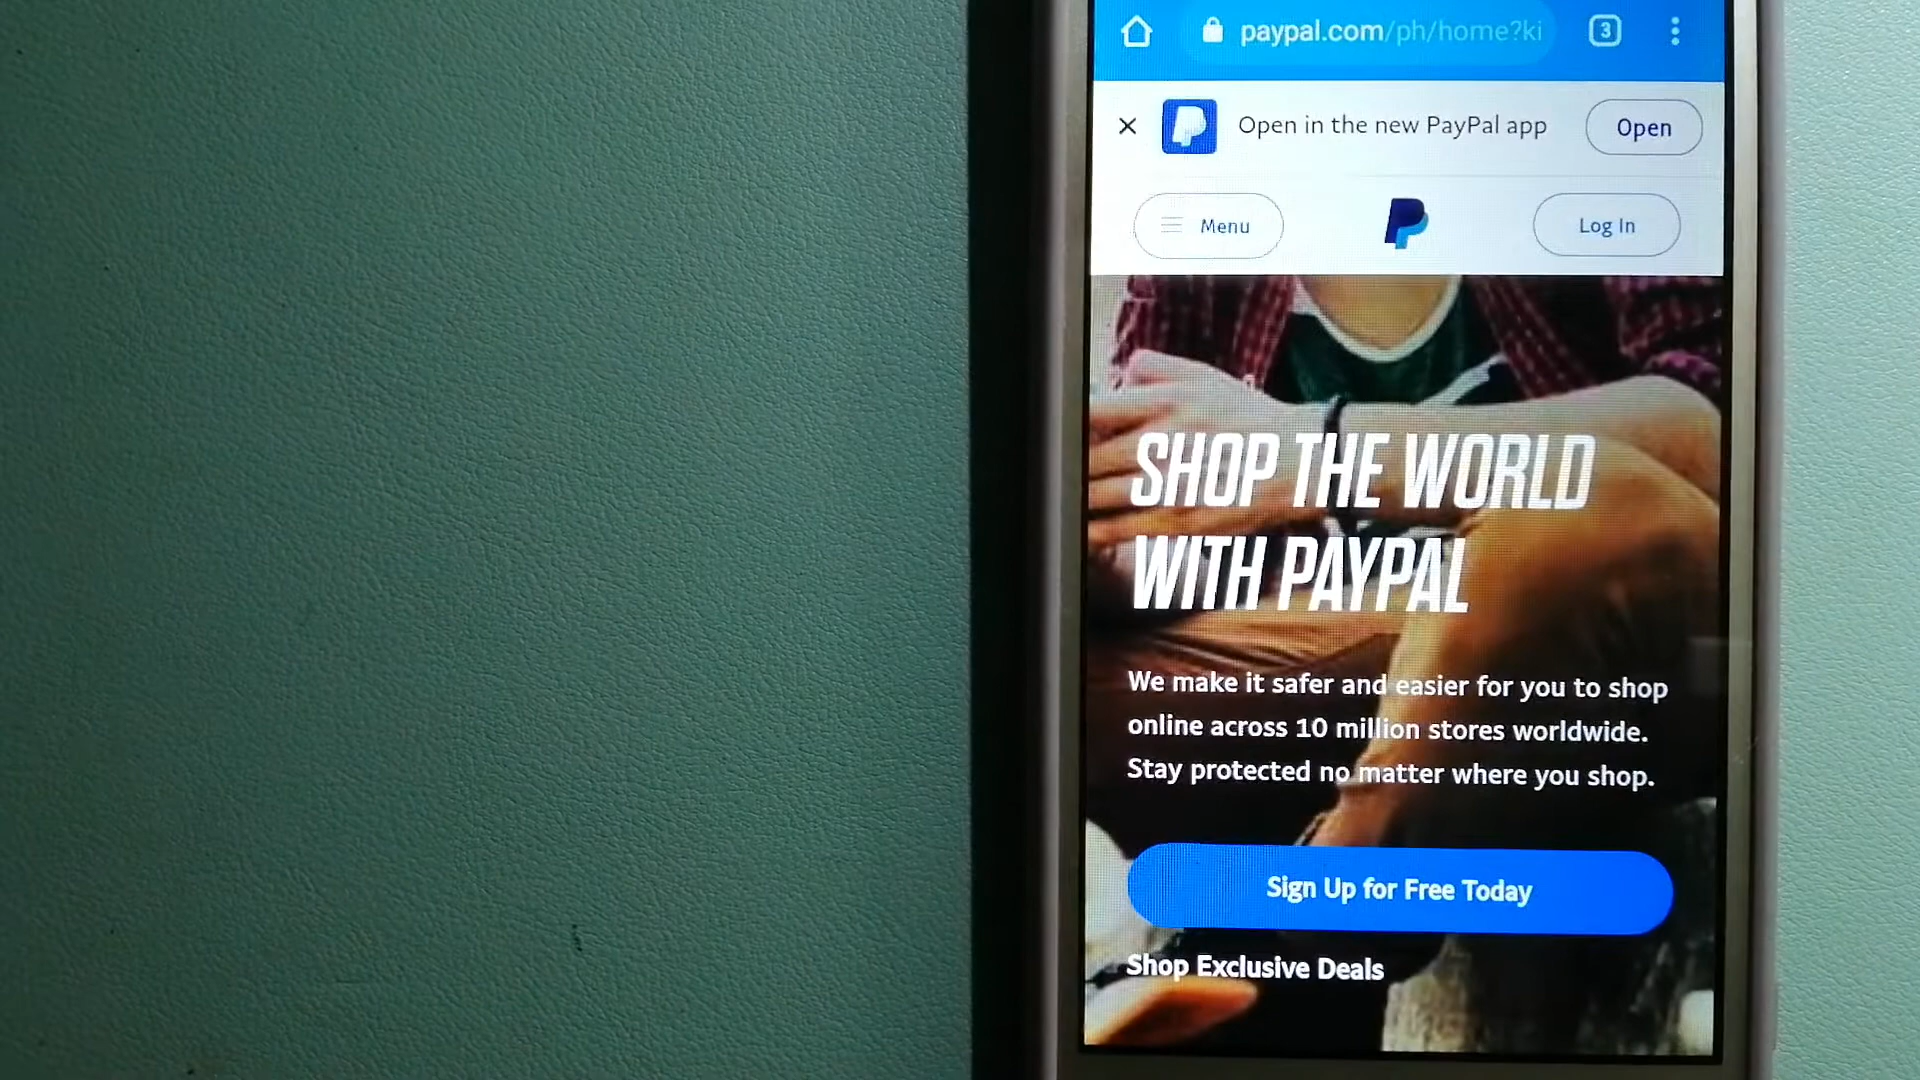 paypal.com/ph/home?ki
3
Open in the new PayPal app
Open
Menu
Log In
SHOP THE WORLD
WITH PAYPAL
We make it safer and easier for you to shop
online across 10 million stores worldwide.
Stay protected no matter where you shop.
Sign Up for Free Today
Shop Exclusive Deals